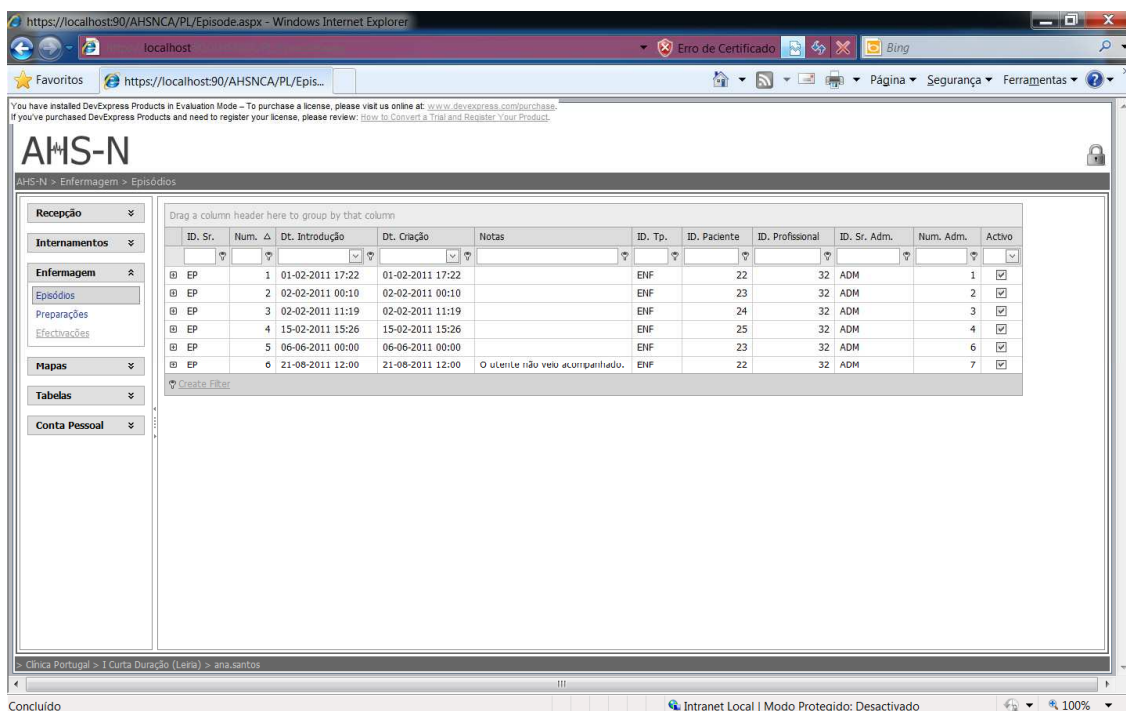 https://localhost:90/AHSNCA/PL/Episode.aspx - Windows Internet Explorer
localhost Erro de Certificado Bing
Favoritos https://localhost:90/AHSNCA/PL/Epis... Página Segurança Ferramentas
You have installed DevExpress Products in Evaluation Mode – To purchase a license, please visit us online at: www.devexpress.com/purchase.
If you've purchased DevExpress Products and need to register your license, please review: How to Convert a Trial and Register Your Product.
AHS-N
AHS-N > Enfermagem > Episódios
Recepção
Internamentos
Enfermagem
Episódios
Preparações
Efectivações
Mapas
Tabelas
Conta Pessoal
Drag a column header here to group by that column
ID. Sr. Num. Dt. Introdução Dt. Criação Notas ID. Tp. ID. Paciente ID. Profissional ID. Sr. Adm. Num. Adm. Activo
EP 1 01-02-2011 17:22 01-02-2011 17:22 ENF 22 32 ADM 1
EP 2 02-02-2011 00:10 02-02-2011 00:10 ENF 23 32 ADM 2
EP 3 02-02-2011 11:19 02-02-2011 11:19 ENF 24 32 ADM 3
EP 4 15-02-2011 15:26 15-02-2011 15:26 ENF 25 32 ADM 4
EP 5 06-06-2011 00:00 06-06-2011 00:00 ENF 23 32 ADM 6
EP 6 21-08-2011 12:00 21-08-2011 12:00 O utente não veio acompanhado. ENF 22 32 ADM 7
Create Filter
> Clínica Portugal > I Curta Duração (Leiria) > ana.santos
Concluído Intranet Local | Modo Protegido: Desactivado 100%